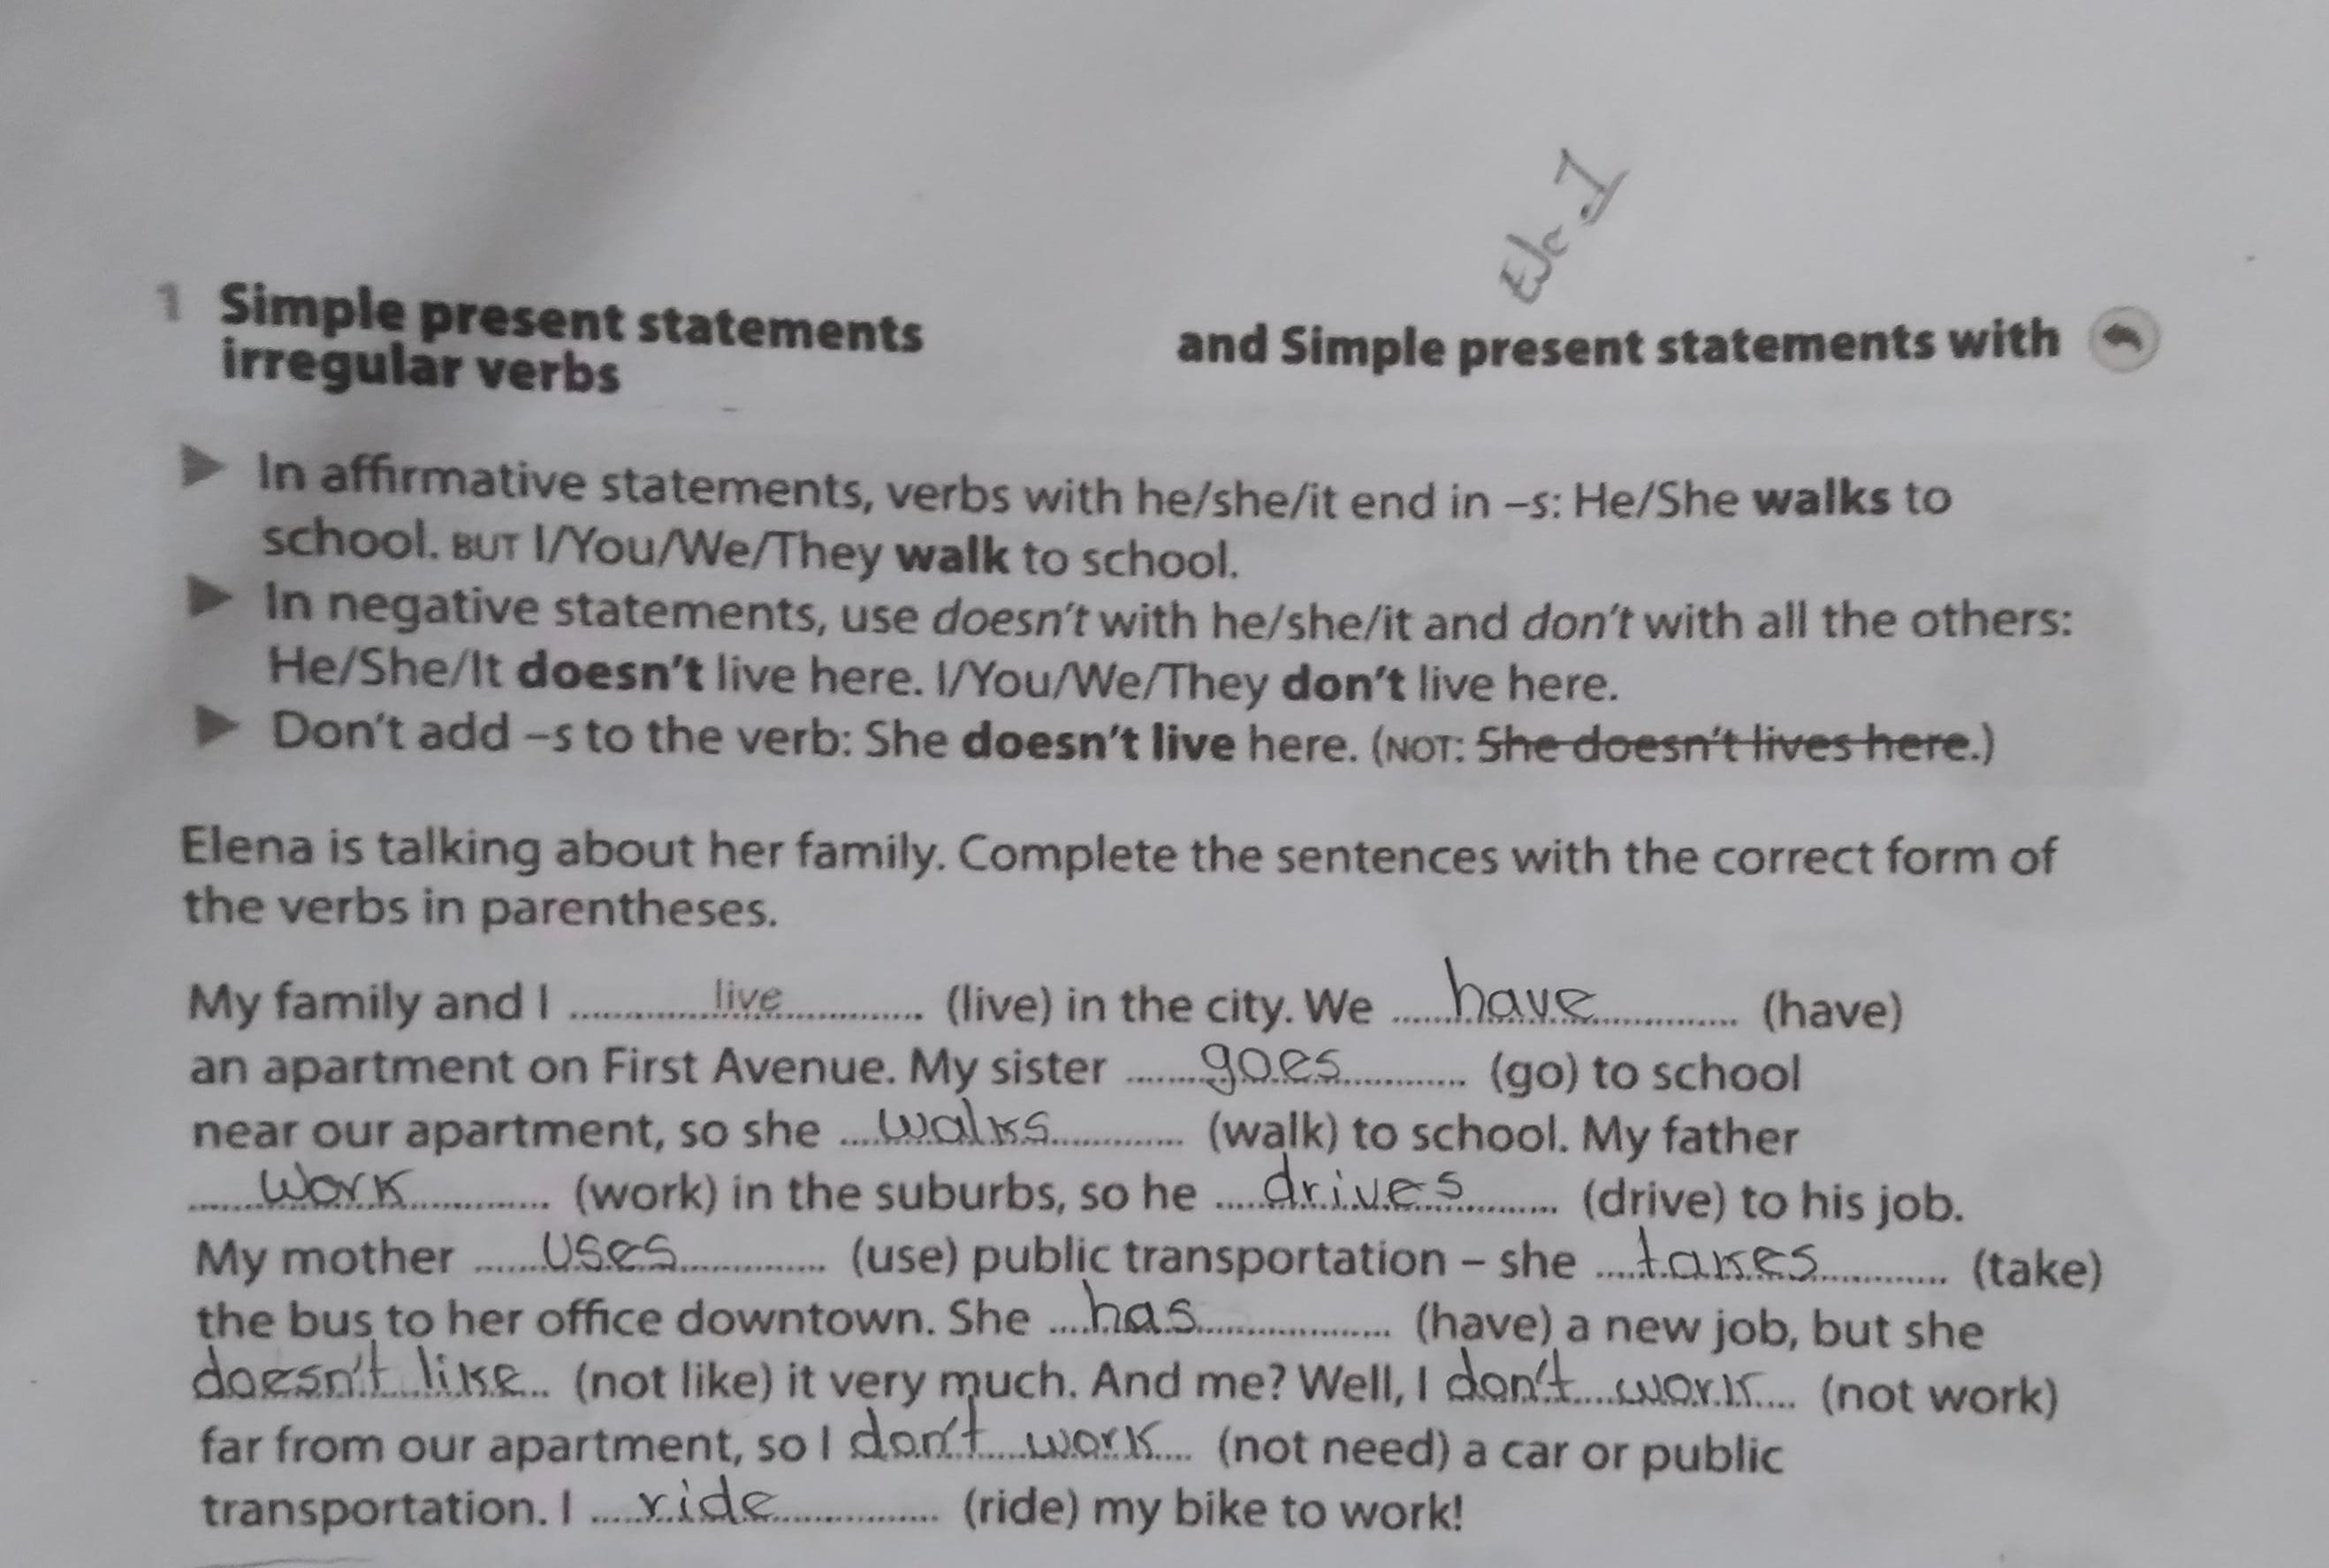 Ejc 1
1 Simple present statements and Simple present statements with
irregular verbs
In affirmative statements, verbs with he/she/it end in –s: He/She walks to
school. BUT I/You/We/They walk to school.
In negative statements, use doesn't with he/she/it and don't with all the others:
He/She/It doesn't live here. I/You/We/They don't live here.
Don't add –s to the verb: She doesn't live here. (NOT: She doesn't lives here.)
Elena is talking about her family. Complete the sentences with the correct form of
the verbs in parentheses.
My family and I live (live) in the city. We have (have)
an apartment on First Avenue. My sister goes (go) to school
near our apartment, so she walks (walk) to school. My father
work (work) in the suburbs, so he drives (drive) to his job.
My mother uses (use) public transportation – she takes (take)
the bus to her office downtown. She has (have) a new job, but she
doesn't like (not like) it very much. And me? Well, I don't work (not work)
far from our apartment, so I don't work (not need) a car or public
transportation. I ride (ride) my bike to work!